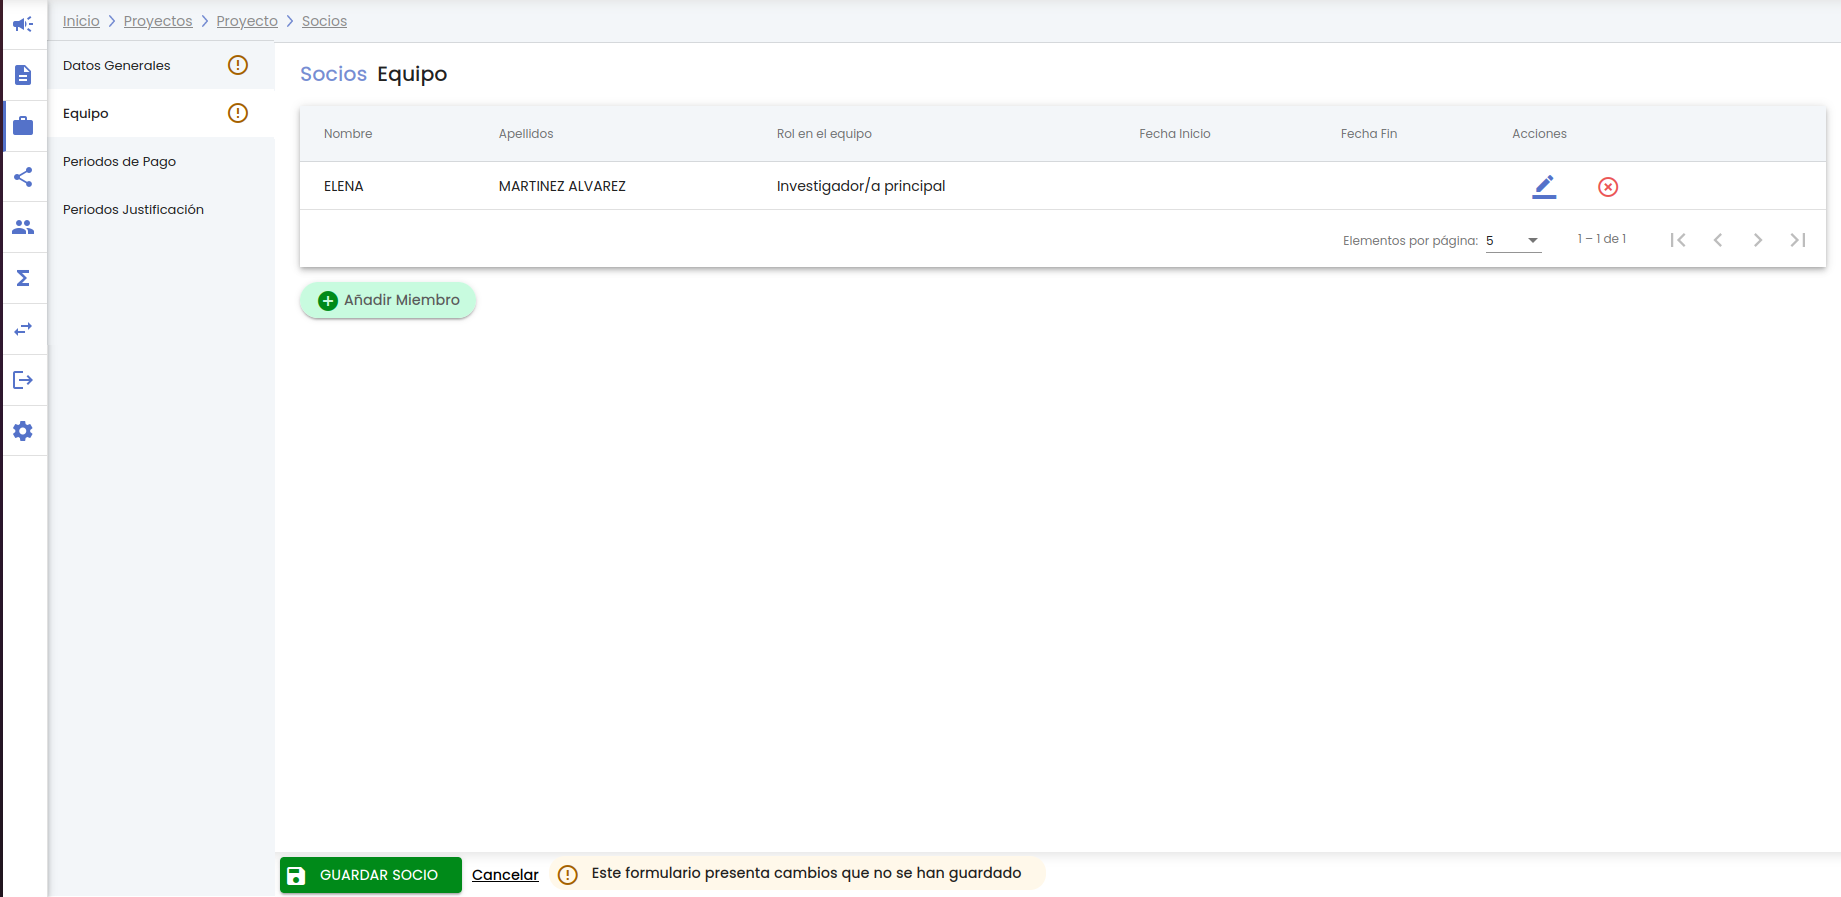 Inicio > Proyectos > Proyecto > Socios
Datos Generales
Equipo
Periodos de Pago
Periodos Justificación
Socios Equipo
Nombre Apellidos Rol en el equipo Fecha Inicio Fecha Fin Acciones
ELENA MARTINEZ ALVAREZ Investigador/a principal
Elementos por página: 5 1 – 1 de 1
Añadir Miembro
GUARDAR SOCIO Cancelar Este formulario presenta cambios que no se han guardado